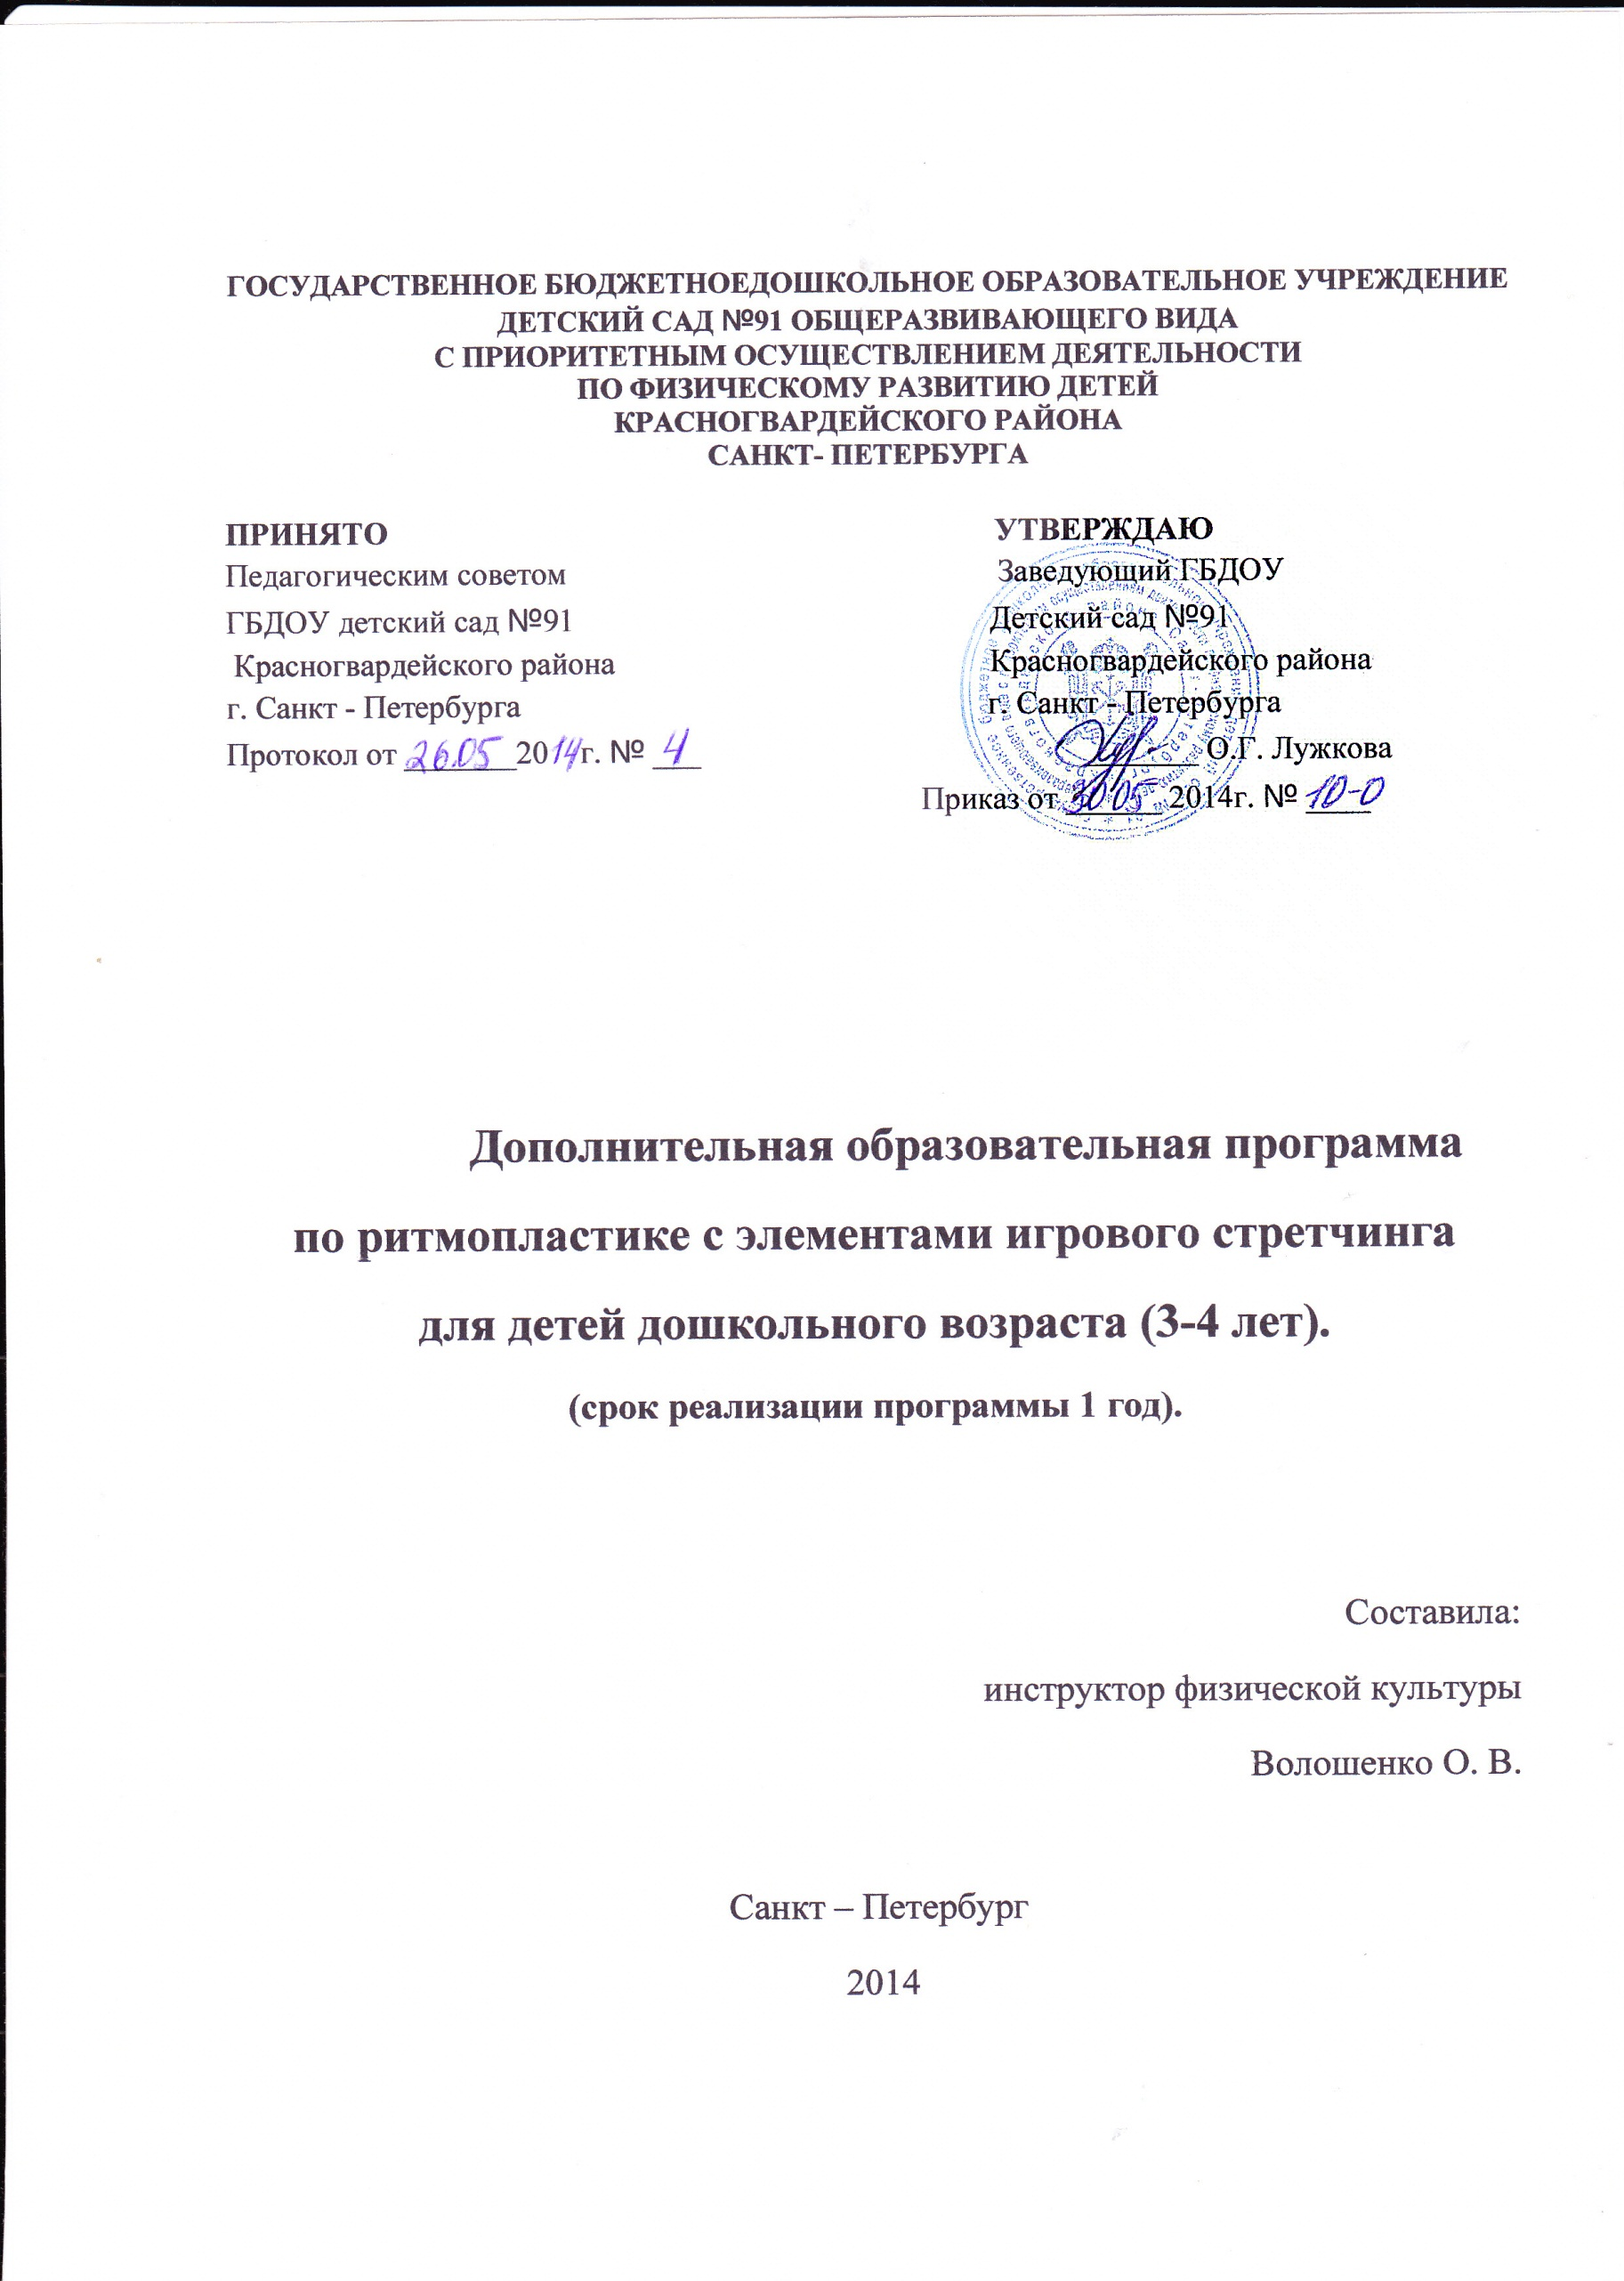 ГОСУДАРСТВЕННОЕ БЮДЖЕТНОЕДОШКОЛЬНОЕ ОБРАЗОВАТЕЛЬНОЕ УЧРЕЖДЕНИЕ
ДЕТСКИЙ САД №91 ОБЩЕРАЗВИВАЮЩЕГО ВИДА
С ПРИОРИТЕТНЫМ ОСУЩЕСТВЛЕНИЕМ ДЕЯТЕЛЬНОСТИ
ПО ФИЗИЧЕСКОМУ РАЗВИТИЮ ДЕТЕЙ
КРАСНОГВАРДЕЙСКОГО РАЙОНА
САНКТ- ПЕТЕРБУРГА
ПРИНЯТО
Педагогическим советом
ГБДОУ детский сад №91
Красногвардейского района
г. Санкт - Петербурга
Протокол от 26.05 2014г. № 4
УТВЕРЖДАЮ
Заведующий ГБДОУ
Детский сад №91
Красногвардейского района
г. Санкт - Петербурга
О.Г. Лужкова
Приказ от 30.05 2014г. № 10-О
Дополнительная образовательная программа
по ритмопластике с элементами игрового стретчинга
для детей дошкольного возраста (3-4 лет).
(срок реализации программы 1 год).
Составила:
инструктор физической культуры
Волошенко О. В.
Санкт – Петербург
2014